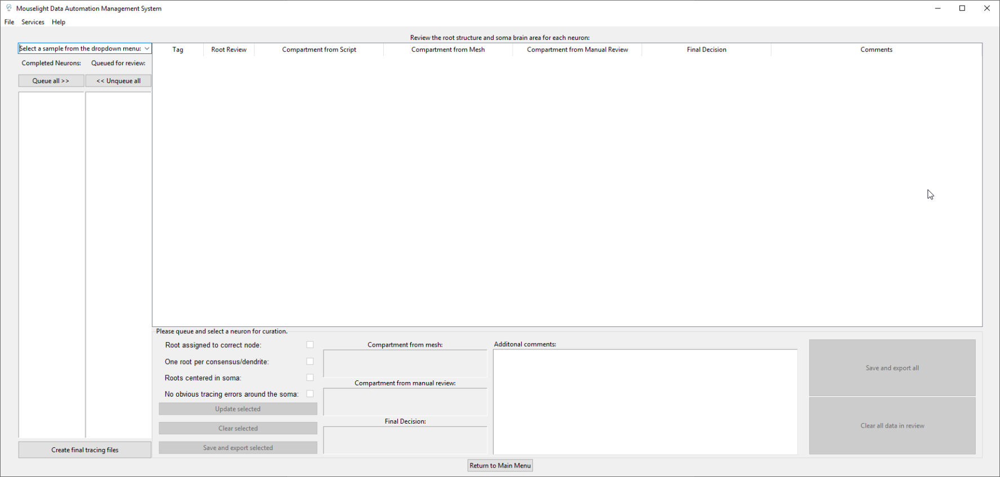 Mouselight Data Automation Management System
File Services Help
Review the root structure and soma brain area for each neuron:
Select a sample from the dropdown menu:
Completed Neurons: Queued for review:
Queue all >> << Unqueue all
Tag Root Review Compartment from Script Compartment from Mesh Compartment from Manual Review Final Decision Comments
Please queue and select a neuron for curation.
Root assigned to correct node:
One root per consensus/dendrite:
Roots centered in soma:
No obvious tracing errors around the soma:
Update selected
Clear selected
Save and export selected
Compartment from mesh:
Compartment from manual review:
Final Decision:
Additonal comments:
Save and export all
Clear all data in review
Create final tracing files
Return to Main Menu